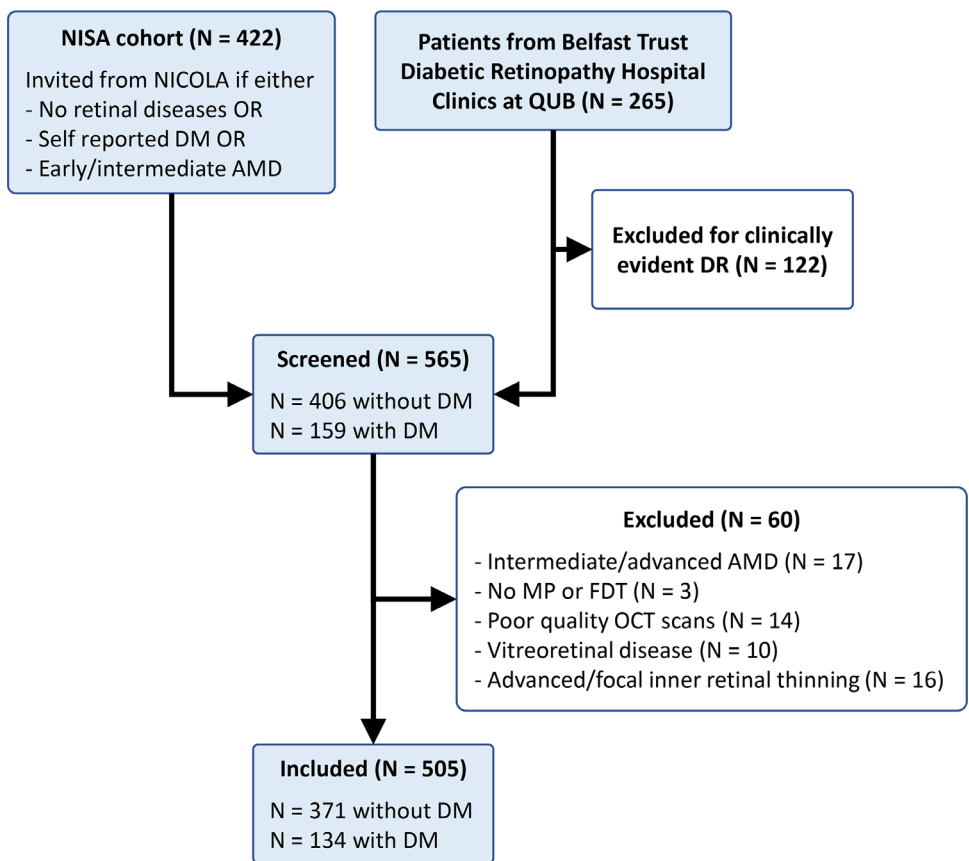 NISA cohort (N = 422)
Invited from NICOLA if either
- No retinal diseases OR
- Self reported DM OR
- Early/intermediate AMD
Patients from Belfast Trust
Diabetic Retinopathy Hospital
Clinics at QUB (N = 265)
Excluded for clinically
evident DR (N = 122)
Screened (N = 565)
N = 406 without DM
N = 159 with DM
Excluded (N = 60)
- Intermediate/advanced AMD (N = 17)
- No MP or FDT (N = 3)
- Poor quality OCT scans (N = 14)
- Vitreoretinal disease (N = 10)
- Advanced/focal inner retinal thinning (N = 16)
Included (N = 505)
N = 371 without DM
N = 134 with DM